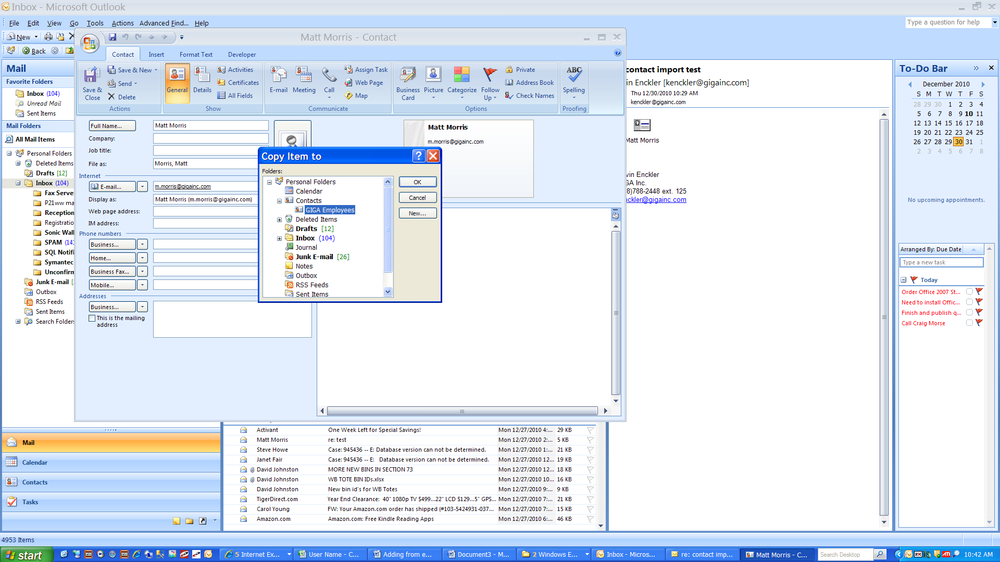 Inbox - Microsoft Outlook
File Edit View Go Tools Actions Advanced Find... Help
Type a question for help
New
Back
Matt Morris - Contact
Contact Insert Format Text Developer
Save & Close
Save & New
Send
Delete
Actions
General
Details
Activities
Certificates
All Fields
Show
E-mail
Meeting
Call
Assign Task
Web Page
Map
Communicate
Business Card
Picture
Categorize
Follow Up
Private
Address Book
Check Names
Options
ABC
Spelling
Proofing
Mail
Favorite Folders
Inbox (104)
Unread Mail
Sent Items
Mail Folders
All Mail Items
Personal Folders
Deleted Items
Drafts [12]
Inbox (104)
Fax Serve
P21ww ma
Reception
Registratio
Sonic Wall
SPAM (14
SQL Notifi
Symantec
Unconfirm
Junk E-mail
Outbox
RSS Feeds
Sent Items
Search Folders
Full Name... Matt Morris
Company:
Job title:
File as: Morris, Matt
Internet
E-mail... m.morris@gigainc.com
Display as: Matt Morris (m.morris@gigainc.com)
Web page address:
IM address:
Phone numbers
Business...
Home...
Business Fax...
Mobile...
Addresses
Business...
This is the mailing
address
Matt Morris
m.morris@gigainc.com
Copy Item to
Folders:
Personal Folders
Calendar
Contacts
GIGA Employees
Deleted Items
Drafts [12]
Inbox (104)
Journal
Junk E-mail [26]
Notes
Outbox
RSS Feeds
Sent Items
OK
Cancel
New...
contact import test
in Enckler [kenckler@gigainc.com]
Thu 12/30/2010 10:29 AM
kenckler@gigainc.com
Matt Morris
vin Enckler
GA Inc.
8)788-2448 ext. 125
nckler@gigainc.com
To-Do Bar
December 2010
S M T W T F S
28 29 30 1 2 3 4
5 6 7 8 9 10 11
12 13 14 15 16 17 18
19 20 21 22 23 24 25
26 27 28 29 30 31 1
2 3 4 5 6 7 8
No upcoming appointments.
Arranged By: Due Date
Type a new task
Today
Order Office 2007 St...
Need to install Offic...
Finish and publish q...
Call Craig Morse
Mail
Calendar
Contacts
Tasks
Activant One Week Left for Special Savings! Mon 12/27/2010 4:... 29 KB
Matt Morris re: test Mon 12/27/2010 2:... 5 KB
Steve Howe Case: 945436 -- E: Database version can not be determined. Mon 12/27/2010 1:... 21 KB
Janet Fair Case: 945436 -- E: Database version can not be determined. Mon 12/27/2010 12... 19 KB
David Johnston MORE NEW BINS IN SECTION 73 Mon 12/27/2010 12... 18 KB
David Johnston WB TOTE BIN IDs.xlsx Mon 12/27/2010 10... 16 KB
David Johnston New bin id's for WB Totes Mon 12/27/2010 9:... 9 KB
TigerDirect.com Year End Clearance: 40" 1080p TV $499...22" LCD $129...5" GPS... Mon 12/27/2010 7:... 21 KB
Carol Young FW: Your Amazon.com order has shipped (#103-5424931-037... Mon 12/27/2010 7:... 15 KB
Amazon.com Amazon.com: Free Kindle Reading Apps Mon 12/27/2010 6:... 46 KB
4953 Items
start
5 Internet Ex...
User Name - C...
Adding from e...
Document3 - M...
2 Windows E...
Inbox - Micros...
re: contact imp...
Matt Morris - C...
Search Desktop
10:42 AM